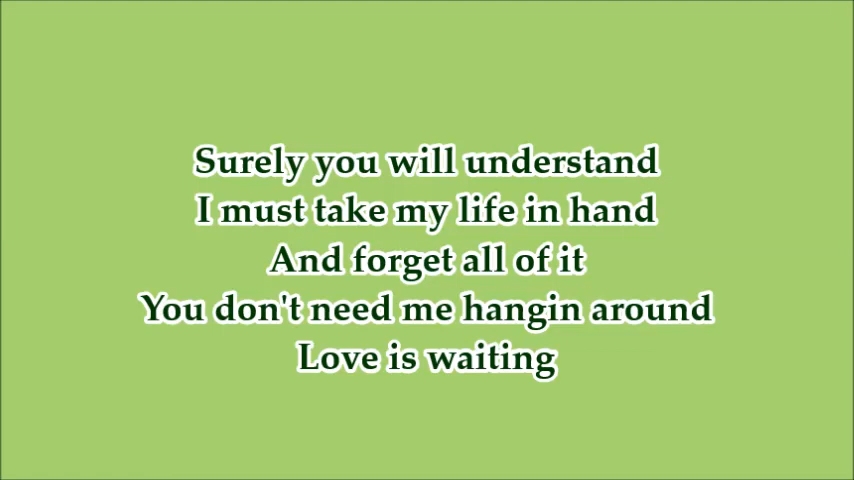 Surely you will understand
I must take my life in hand
And forget all of it
You don't need me hangin around
Love is waiting